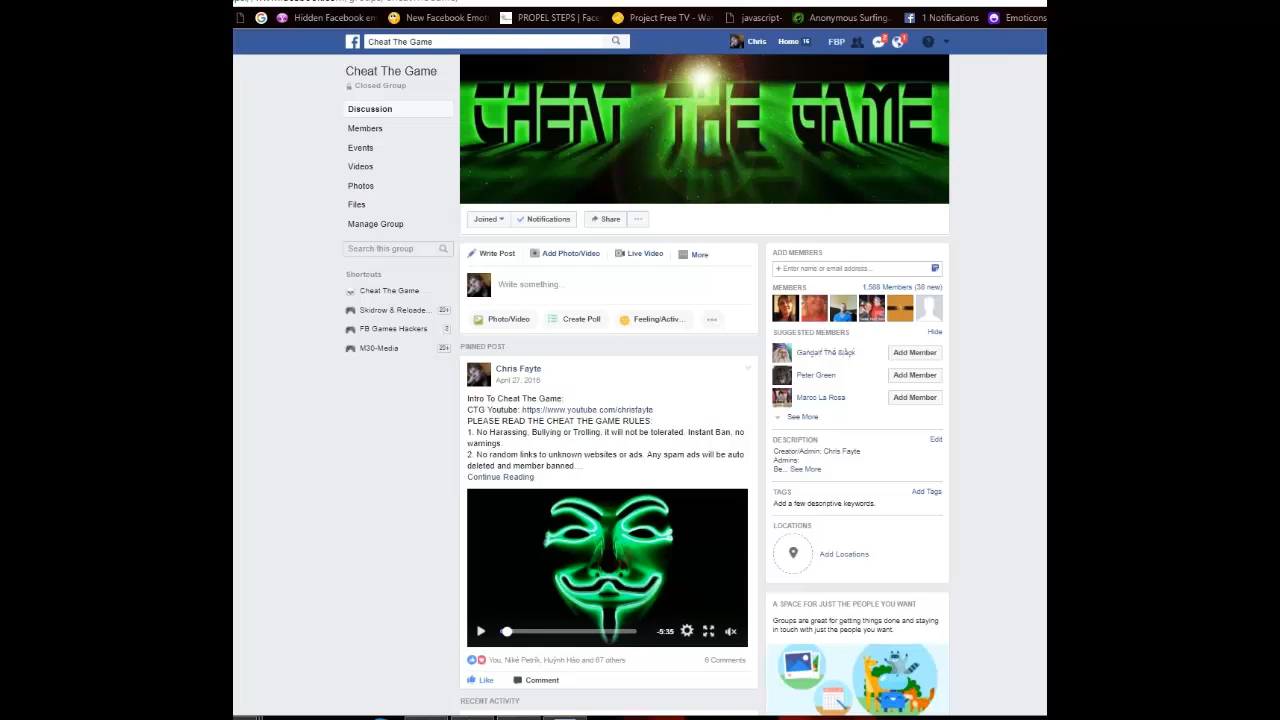 Hidden Facebook em
New Facebook Emoti
PROPEL STEPS | Face
Project Free TV - Wa
javascript-
Anonymous Surfing
1 Notifications
Emoticons
Cheat The Game
Chris
Home 16
FBP
Cheat The Game
Closed Group
Discussion
Members
Events
Videos
Photos
Files
Manage Group
Search this group
Shortcuts
Cheat The Game
Skidrow & Reloade... 20+
FB Games Hackers
M30-Media 20+
CHEAT THE GAME
Joined
Notifications
Share
Write Post
Add Photo/Video
Live Video
More
Write something...
Photo/Video
Create Poll
Feeling/Activ...
PINNED POST
Chris Fayte
April 27, 2016
Intro To Cheat The Game:
CTG Youtube: https://www.youtube.com/chrisfayte
PLEASE READ THE CHEAT THE GAME RULES:
1. No Harassing, Bullying or Trolling, it will not be tolerated. Instant Ban, no
warnings.
2. No random links to unknown websites or ads. Any spam ads will be auto
deleted and member banned....
Continue Reading
-5:35
You, Niké Petrík, Huỳnh Hảo and 67 others
6 Comments
Like
Comment
RECENT ACTIVITY
ADD MEMBERS
+ Enter name or email address...
MEMBERS
1,588 Members (38 new)
SUGGESTED MEMBERS
Hide
Add Member
Peter Green
Add Member
Marco La Rosa
Add Member
See More
DESCRIPTION
Edit
Creator/Admin: Chris Fayte
Admins:
Be... See More
TAGS
Add Tags
Add a few descriptive keywords.
LOCATIONS
Add Locations
A SPACE FOR JUST THE PEOPLE YOU WANT
Groups are great for getting things done and staying
in touch with just the people you want.